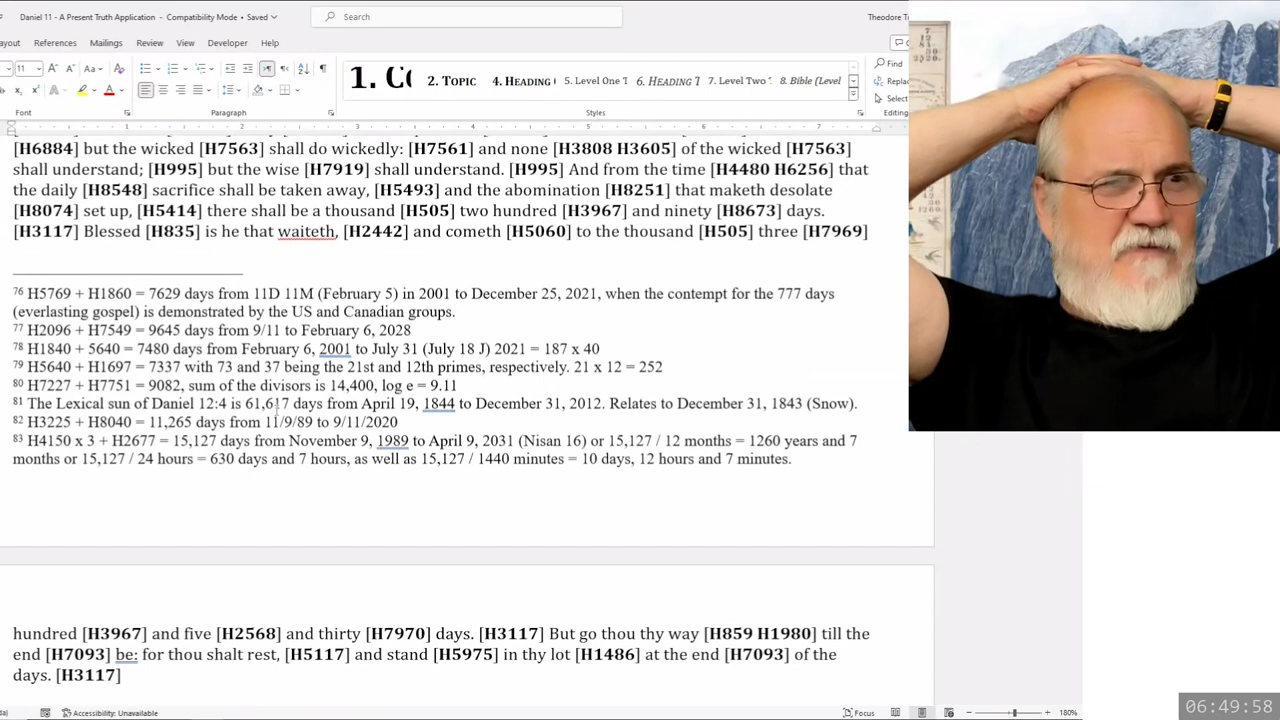 Daniel 11 - A Present Truth Application - Compatibility Mode • Saved
Search
Theodore T
ayout References Mailings Review View Developer Help
11 A A Aa
1. Co 2. TOPIC 4. HEADING 5. Level One T 6. HEADING 7. Level Two 8. Bible (Level
Find
Replac
Select
Font Paragraph Styles Editing
[H6884] but the wicked [H7563] shall do wickedly: [H7561] and none [H3808 H3605] of the wicked [H7563]
shall understand; [H995] but the wise [H7919] shall understand. [H995] And from the time [H4480 H6256] that
the daily [H8548] sacrifice shall be taken away, [H5493] and the abomination [H8251] that maketh desolate
[H8074] set up, [H5414] there shall be a thousand [H505] two hundred [H3967] and ninety [H8673] days.
[H3117] Blessed [H835] is he that waiteth, [H2442] and cometh [H5060] to the thousand [H505] three [H7969]
76 H5769 + H1860 = 7629 days from 11D 11M (February 5) in 2001 to December 25, 2021, when the contempt for the 777 days
(everlasting gospel) is demonstrated by the US and Canadian groups.
77 H2096 + H7549 = 9645 days from 9/11 to February 6, 2028
78 H1840 + 5640 = 7480 days from February 6, 2001 to July 31 (July 18 J) 2021 = 187 x 40
79 H5640 + H1697 = 7337 with 73 and 37 being the 21st and 12th primes, respectively. 21 x 12 = 252
80 H7227 + H7751 = 9082, sum of the divisors is 14,400, log e = 9.11
81 The Lexical sun of Daniel 12:4 is 61,617 days from April 19, 1844 to December 31, 2012. Relates to December 31, 1843 (Snow).
82 H3225 + H8040 = 11,265 days from 11/9/89 to 9/11/2020
83 H4150 x 3 + H2677 = 15,127 days from November 9, 1989 to April 9, 2031 (Nisan 16) or 15,127 / 12 months = 1260 years and 7
months or 15,127 / 24 hours = 630 days and 7 hours, as well as 15,127 / 1440 minutes = 10 days, 12 hours and 7 minutes.
hundred [H3967] and five [H2568] and thirty [H7970] days. [H3117] But go thou thy way [H859 H1980] till the
end [H7093] be: for thou shalt rest, [H5117] and stand [H5975] in thy lot [H1486] at the end [H7093] of the
days. [H3117]
Accessibility: Unavailable
Focus
180%
06:49:58